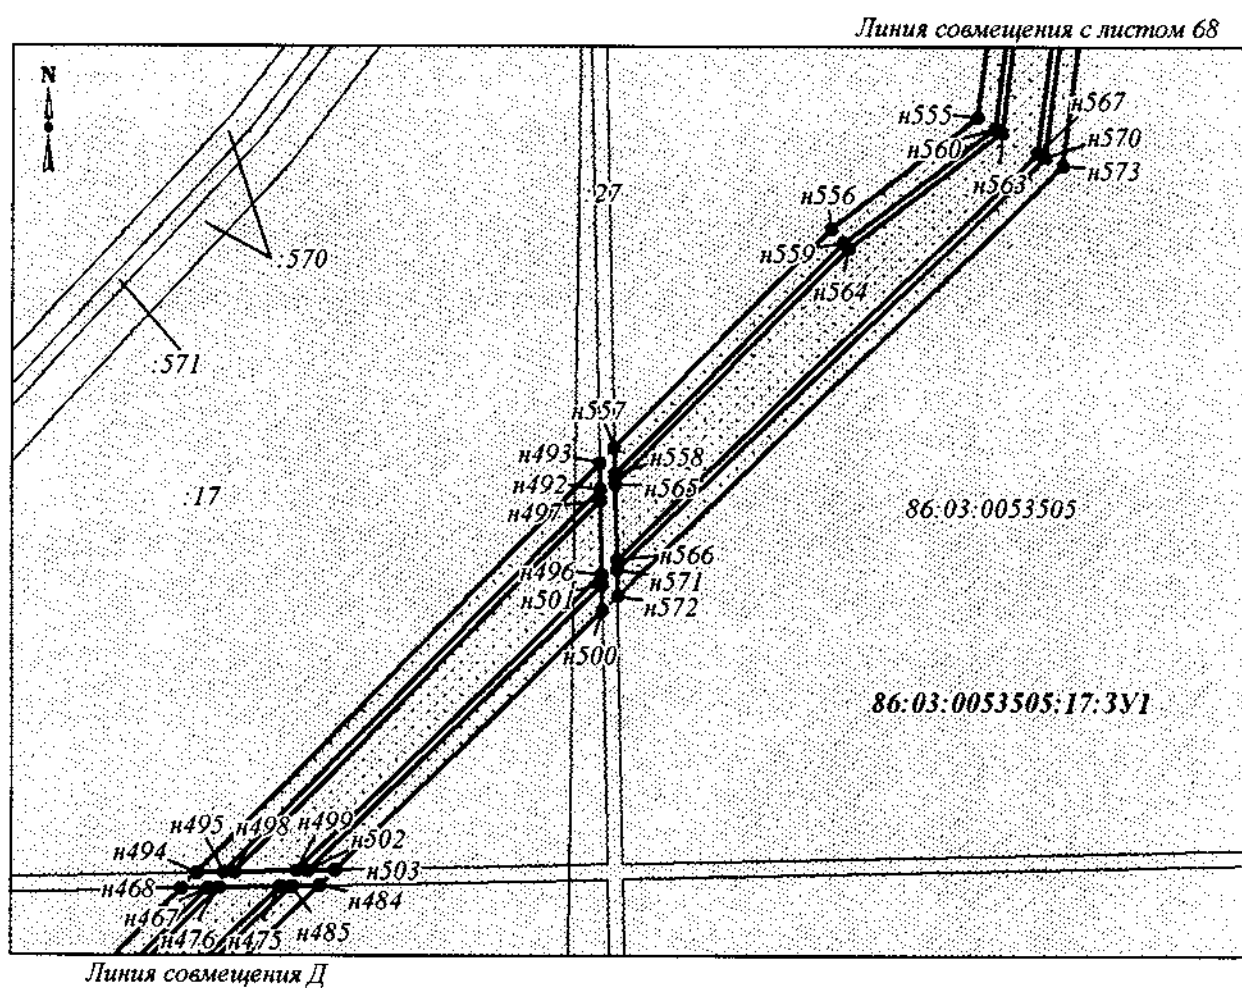 Линия совмещения с листом 68
N
н567
н555
н570
н560
н573
н563
:27
н556
н559
:570
н564
:571
н557
н493
н558
н492
н565
:17
н497
86:03:0053505
н566
н496
н571
н501
н572
н500
86:03:0053505:17:ЗУ1
н495
н498
н499
н502
н494
н503
н468
н484
н467
н476
н475
н485
Линия совмещения Д